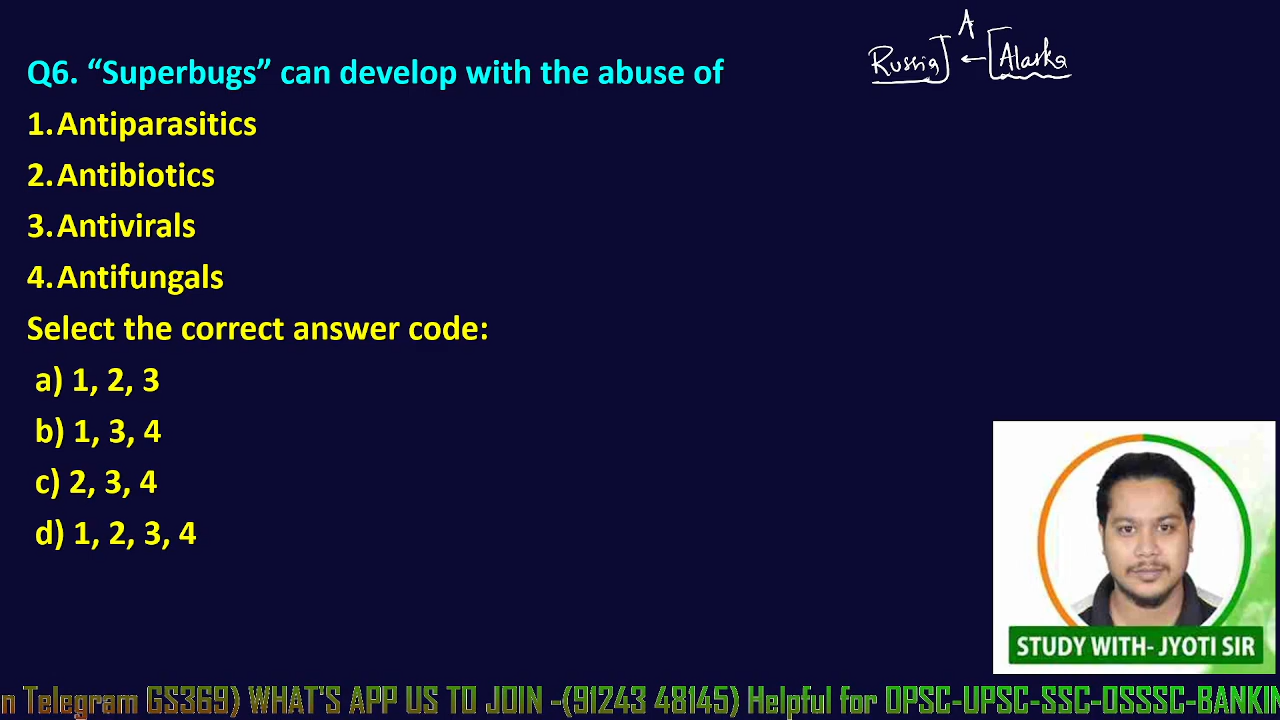 Q6. “Superbugs” can develop with the abuse of
1.Antiparasitics
2.Antibiotics
3.Antivirals
4.Antifungals
Select the correct answer code:
a) 1, 2, 3
b) 1, 3, 4
c) 2, 3, 4
d) 1, 2, 3, 4
A
Russia] ← [Alaska
STUDY WITH- JYOTI SIR
n Telegram GS369) WHAT'S APP US TO JOIN -(91243 48145) Helpful for OPSC-UPSC-SSC-OSSSC-BANKIN